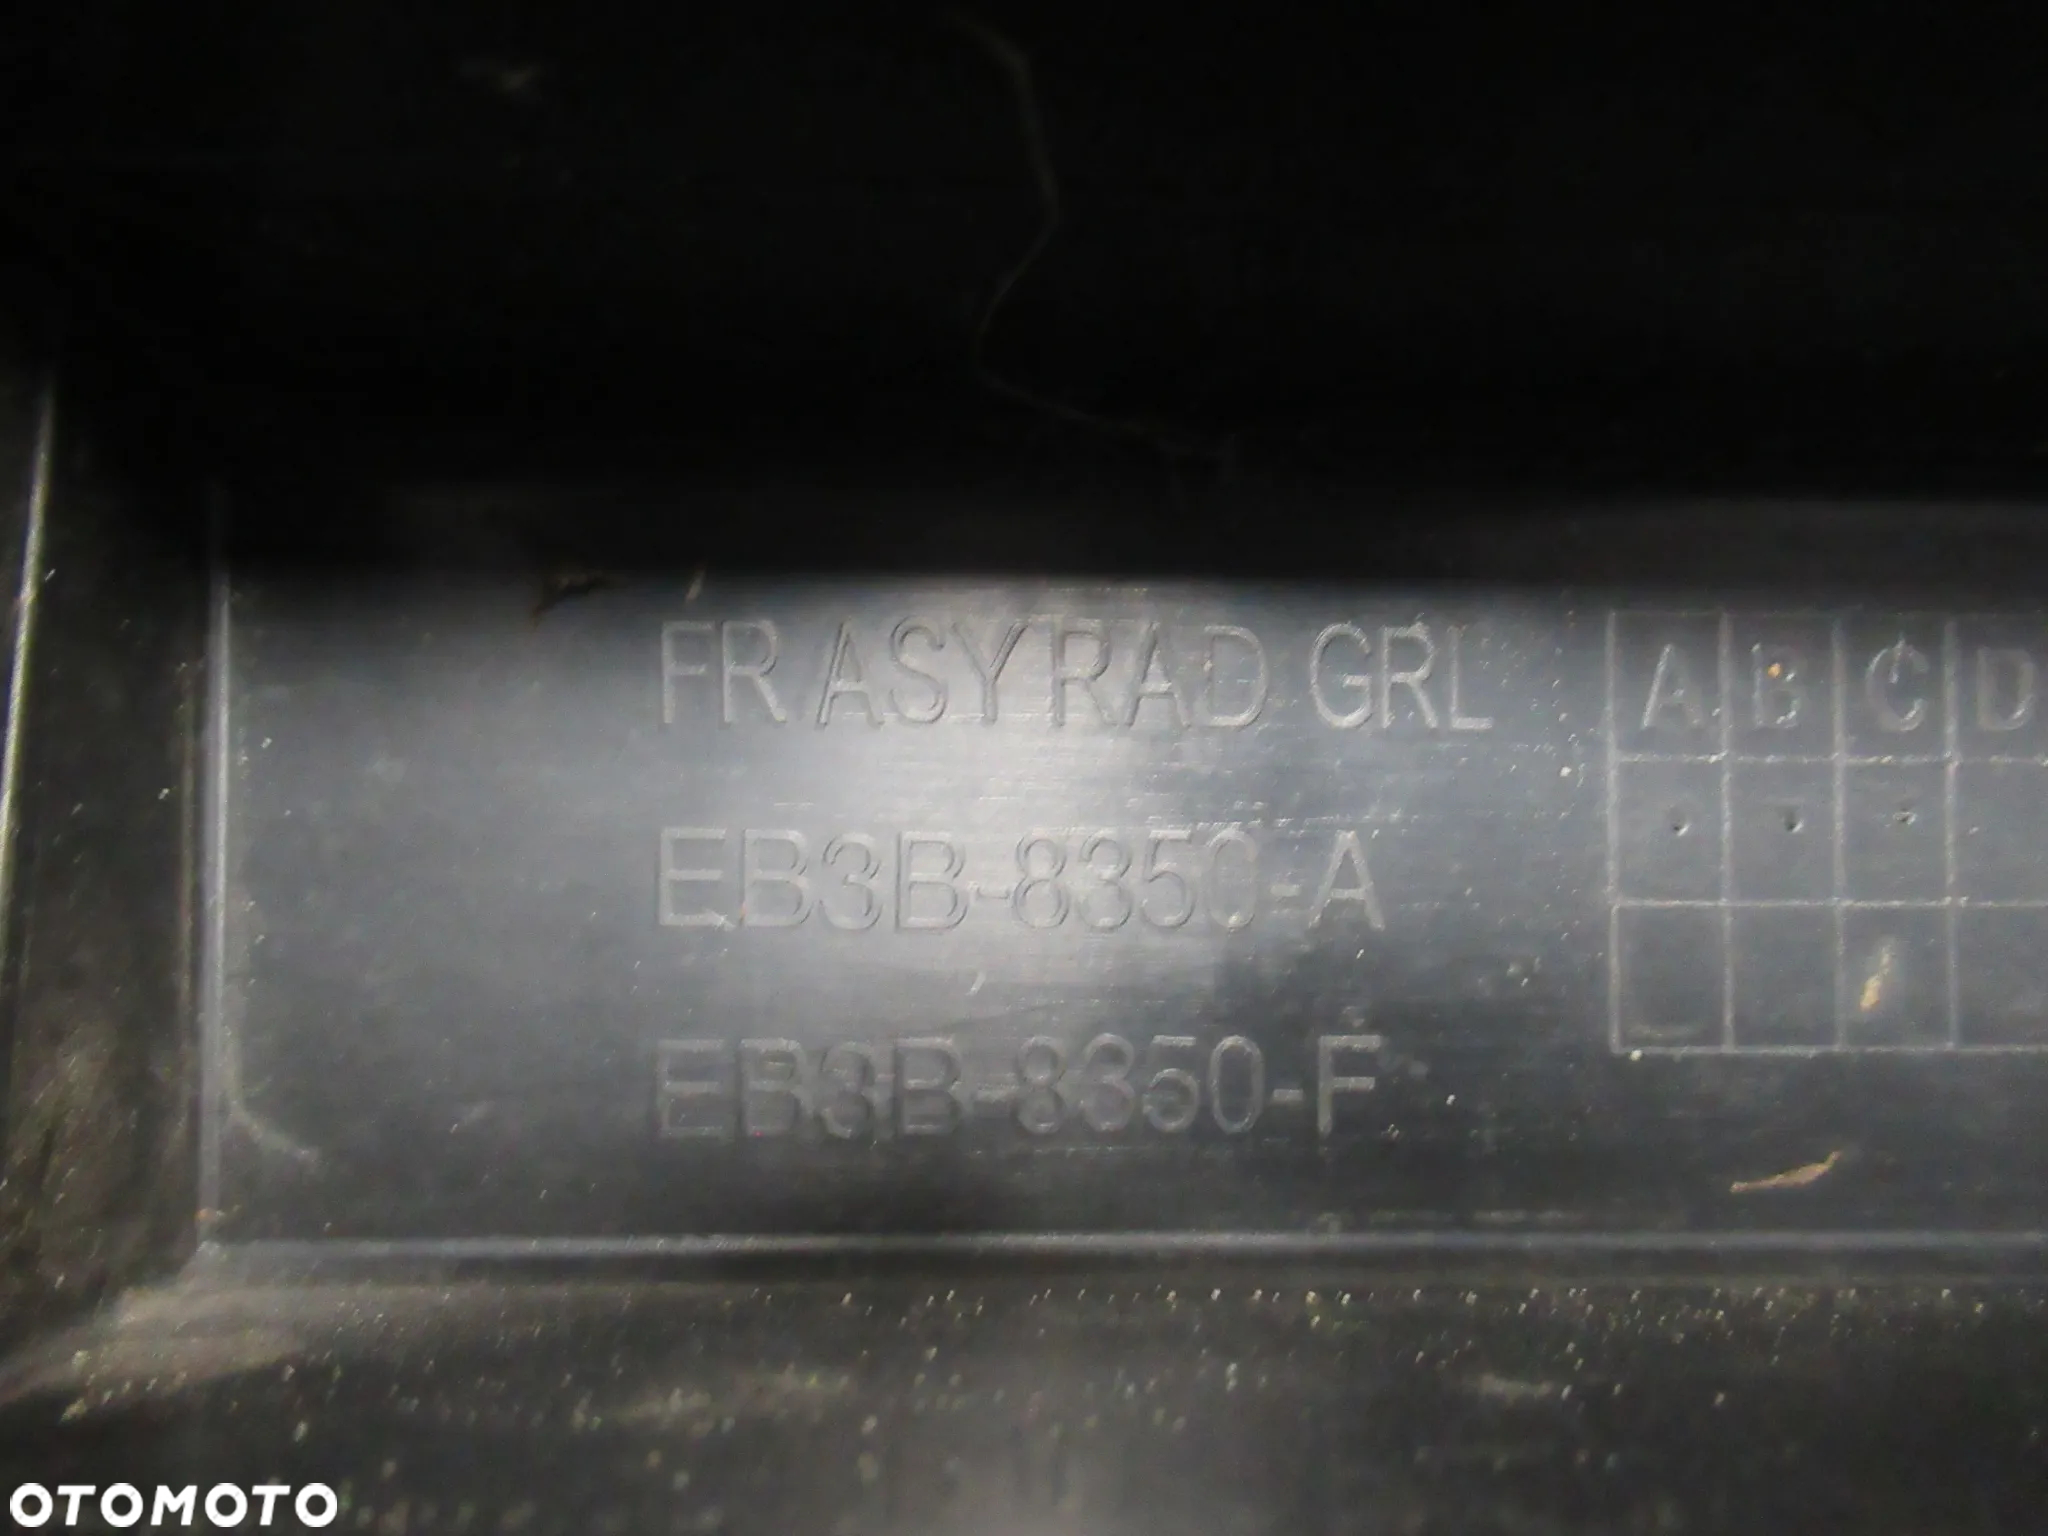 FR ASY RAD GRL
A B C D
EB3B-8350-A
EB3B-8350-F
OTOMOTO